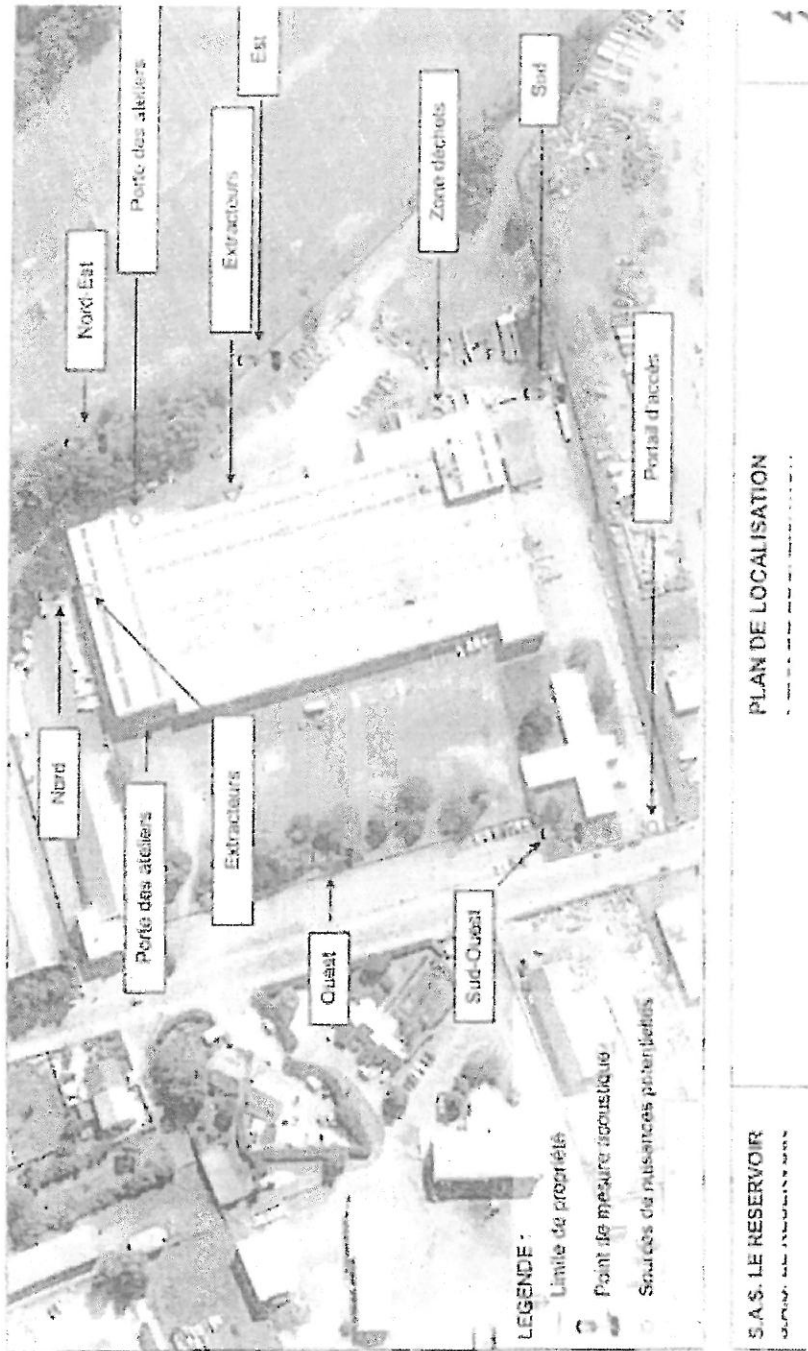 Nord
Nord-Est
Porte des ateliers
Porte des ateliers
Extracteurs
Extracteurs
Est
Ouest
Sud-Ouest
Zone déchets
Sud
Portail d'accès
LEGENDE :
Limite de propriété
Point de mesure acoustique
Sources de nuisances potentielles
S.A.S. LE RESERVOIR
PLAN DE LOCALISATION